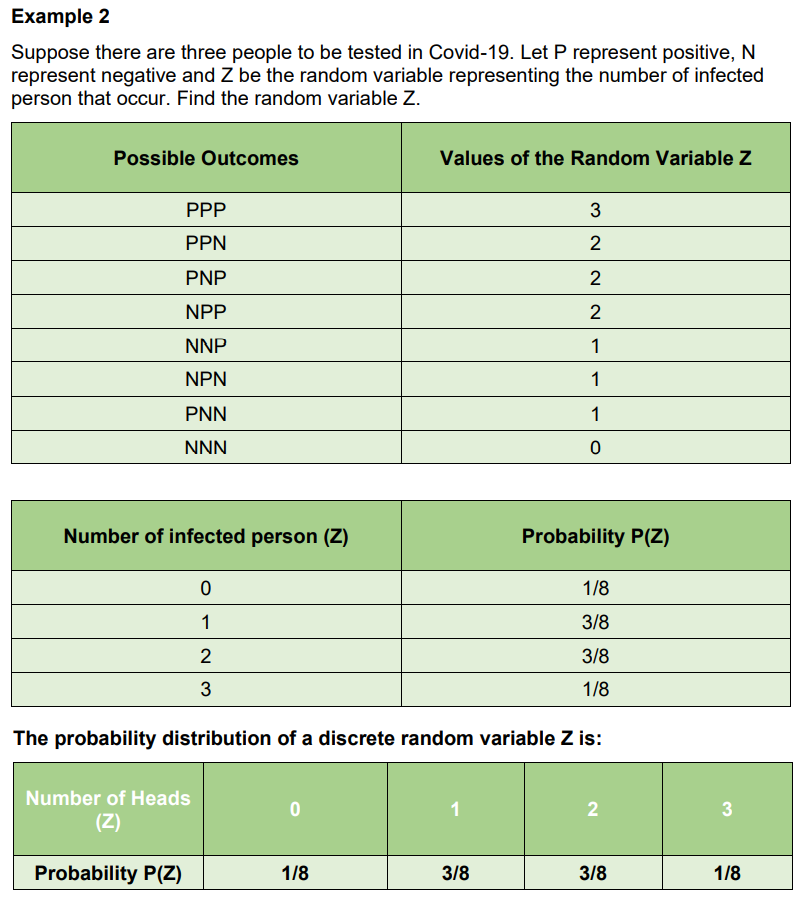 Example 2
Suppose there are three people to be tested in Covid-19. Let P represent positive, N
represent negative and Z be the random variable representing the number of infected
person that occur. Find the random variable Z.
Possible Outcomes Values of the Random Variable Z
PPP 3
PPN 2
PNP 2
NPP 2
NNP 1
NPN 1
PNN 1
NNN 0
Number of infected person (Z) Probability P(Z)
0 1/8
1 3/8
2 3/8
3 1/8
The probability distribution of a discrete random variable Z is:
Number of Heads
(Z) 0 1 2 3
Probability P(Z) 1/8 3/8 3/8 1/8